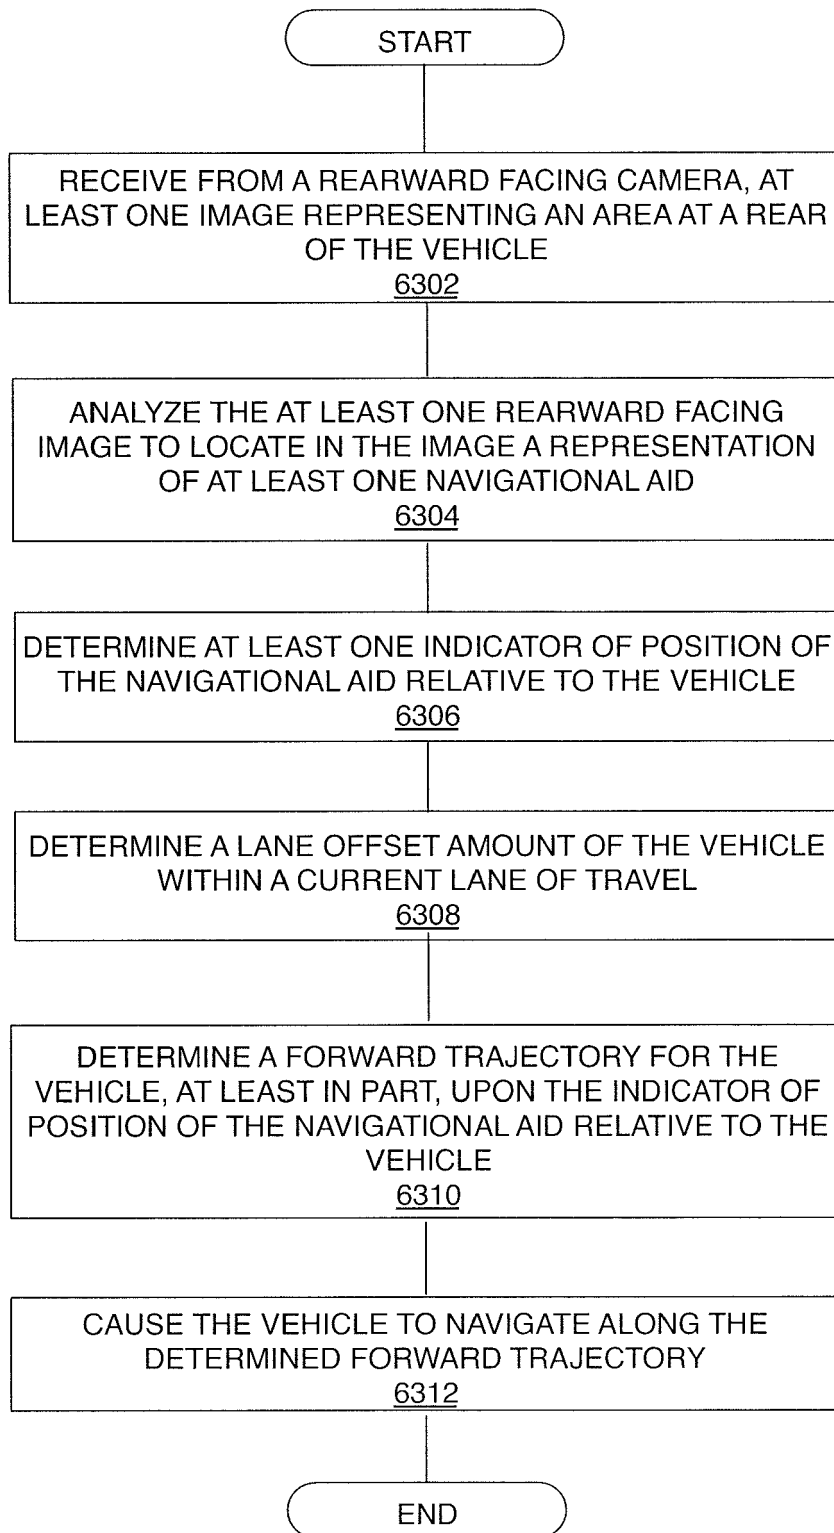 START
RECEIVE FROM A REARWARD FACING CAMERA, AT
LEAST ONE IMAGE REPRESENTING AN AREA AT A REAR
OF THE VEHICLE
6302
ANALYZE THE AT LEAST ONE REARWARD FACING
IMAGE TO LOCATE IN THE IMAGE A REPRESENTATION
OF AT LEAST ONE NAVIGATIONAL AID
6304
DETERMINE AT LEAST ONE INDICATOR OF POSITION OF
THE NAVIGATIONAL AID RELATIVE TO THE VEHICLE
6306
DETERMINE A LANE OFFSET AMOUNT OF THE VEHICLE
WITHIN A CURRENT LANE OF TRAVEL
6308
DETERMINE A FORWARD TRAJECTORY FOR THE
VEHICLE, AT LEAST IN PART, UPON THE INDICATOR OF
POSITION OF THE NAVIGATIONAL AID RELATIVE TO THE
VEHICLE
6310
CAUSE THE VEHICLE TO NAVIGATE ALONG THE
DETERMINED FORWARD TRAJECTORY
6312
END